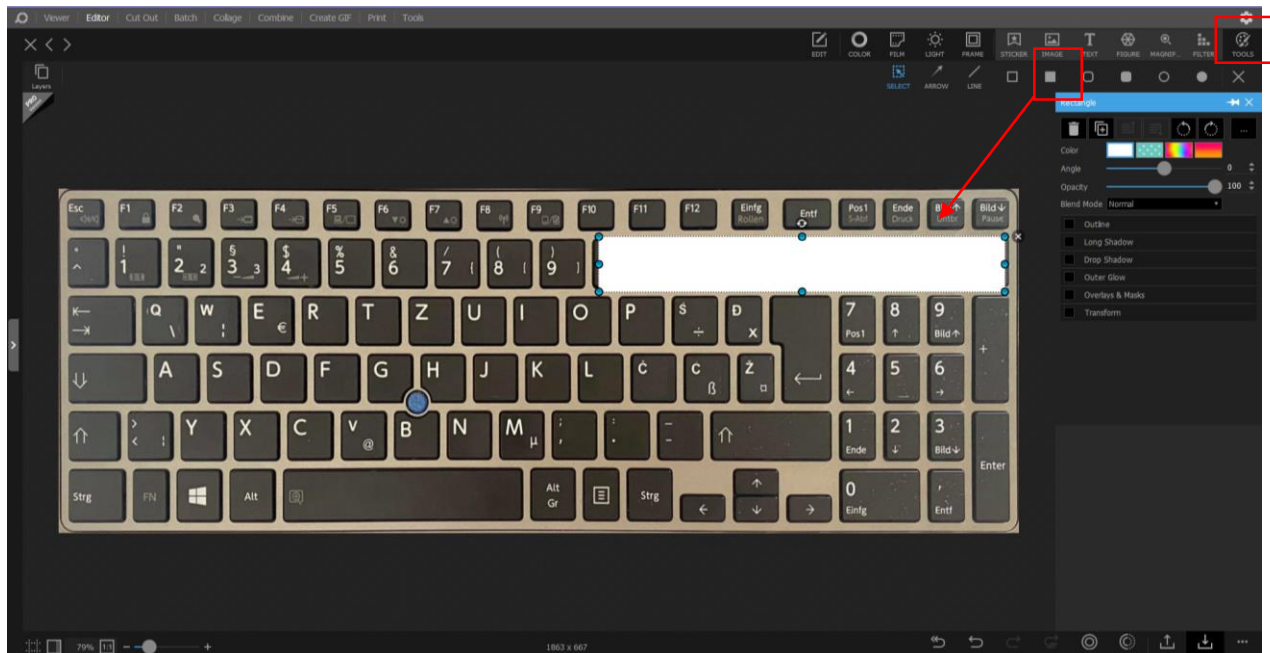 Viewer Editor Cut Out Batch Collage Combine Create GIF Print Tools
EDIT COLOR FILM LIGHT FRAME STICKER IMAGE TEXT FIGURE MAGNIF... FILTER TOOLS
Layers
SELECT ARROW LINE
PRO
Rectangle
...
Color
Angle 0
Opacity 100
Blend Mode Normal
Outline
Long Shadow
Drop Shadow
Outer Glow
Overlays & Masks
Transform
Esc F1 F2 F3 F4 F5 F6 F7 F8 F9 F10 F11 F12 Einfg Entf Pos1 Ende Bild↓
Rollen S-Abf Druck Untbr Pause
° ! " § $ % & / ( )
^ 1 2 2 3 3 4 5 6 7 { 8 [ 9 ]
Q \ W ¦ E € R T Z U I O P Š ÷ Đ x 7 8 9 +
Pos1 ↑ Bild↑
A S D F G H J K L Č Ć ß Ž ¤ 4 5 6
← →
> < Y X C V @ B N M µ ; , : . _ - 1 2 3
Ende ↓ Bild↓
Enter
Strg FN Alt Alt Gr Strg ← ↑ ↓ → 0 ,
Einfg Entf
79% 1:1 - + 1863 x 667 ...